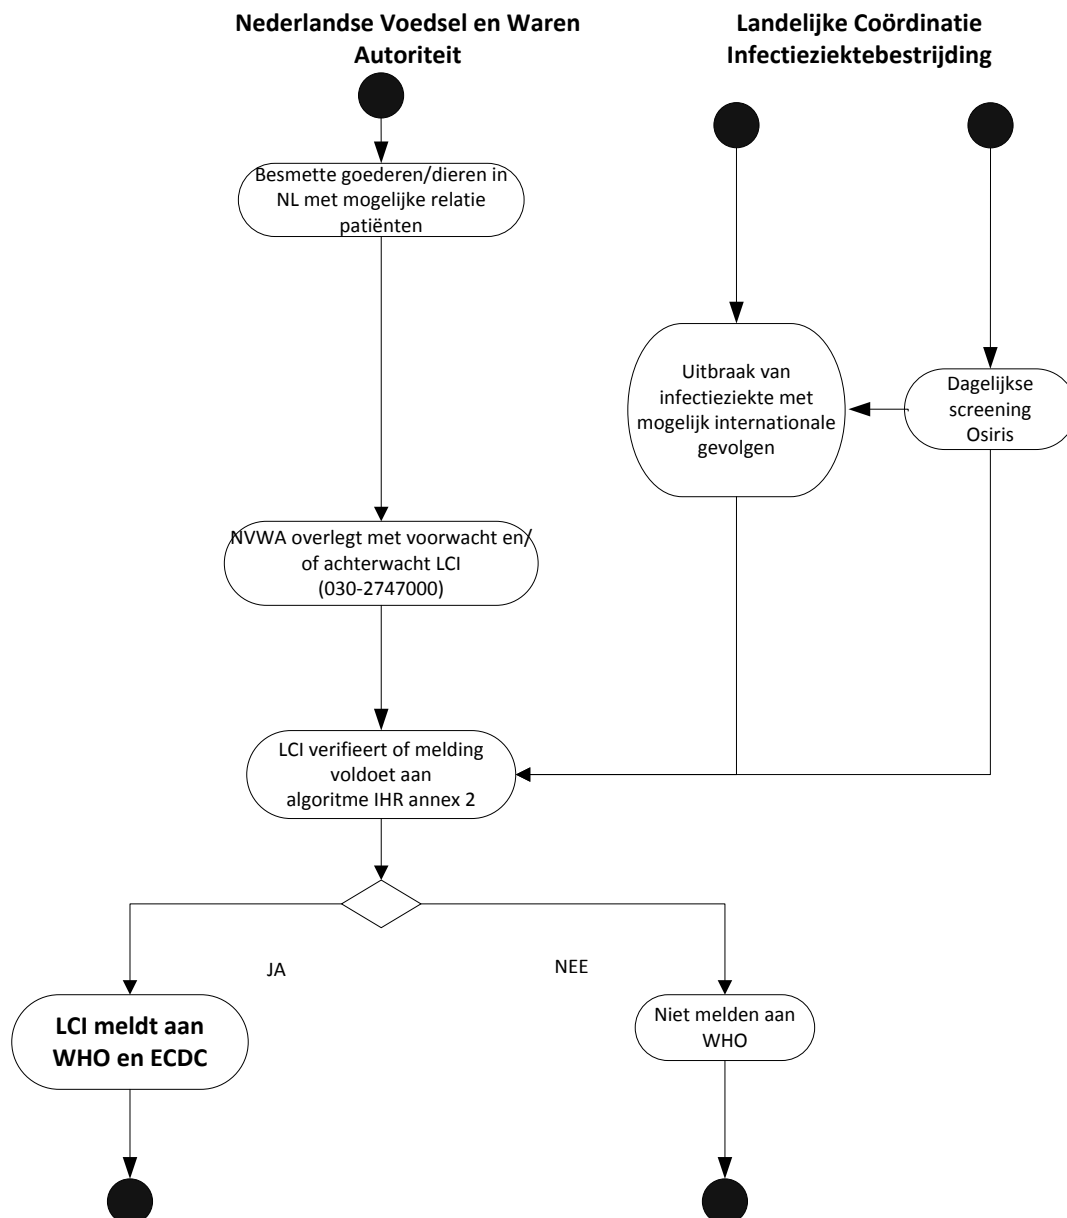 Nederlandse Voedsel en Waren
Autoriteit
Landelijke Coördinatie
Infectieziektebestrijding
Besmette goederen/dieren in
NL met mogelijke relatie
patiënten
Uitbraak van
infectieziekte met
mogelijk internationale
gevolgen
Dagelijkse
screening
Osiris
NVWA overlegt met voorwacht en/
of achterwacht LCI
(030-2747000)
LCI verifieert of melding
voldoet aan
algoritme IHR annex 2
JA
NEE
LCI meldt aan
WHO en ECDC
Niet melden aan
WHO